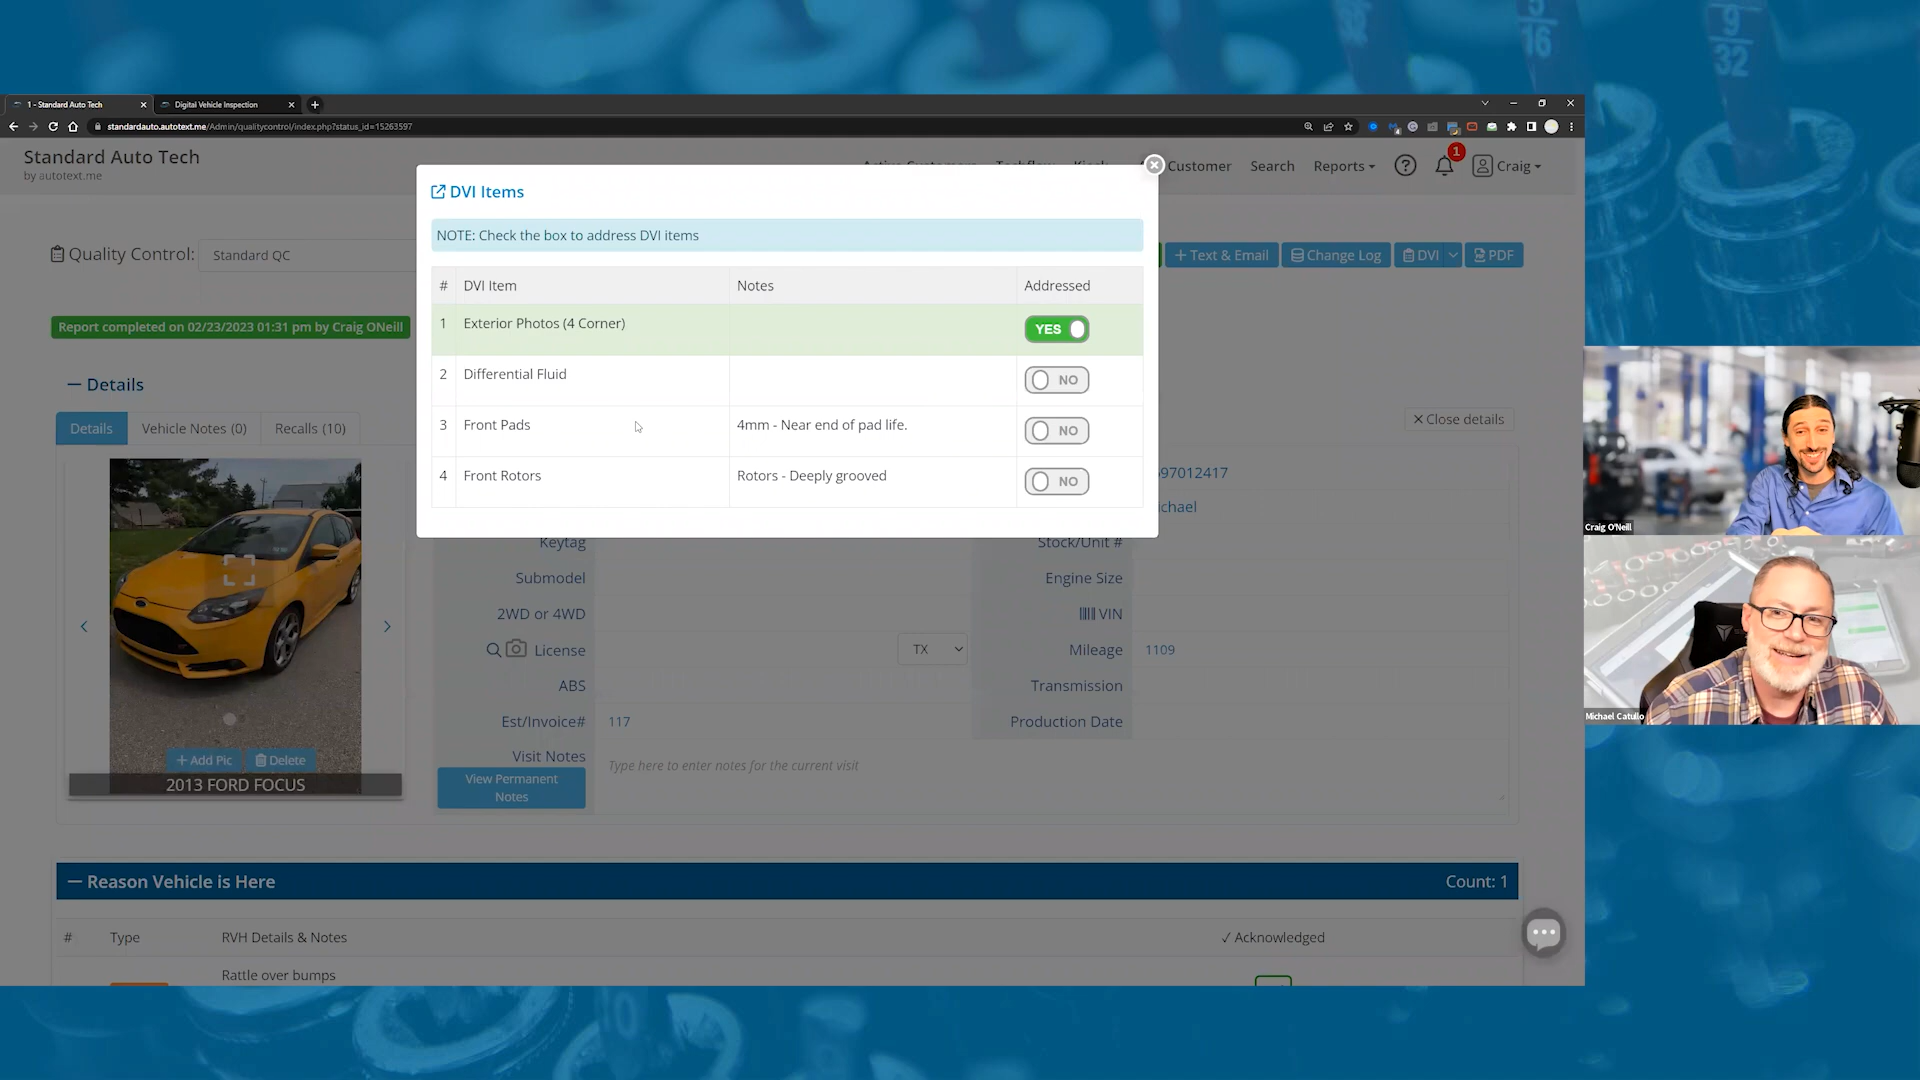 5
16
9
32
1 - Standard Auto Tech
Digital Vehicle Inspection
standardauto.autotext.me/Admin/qualitycontrol/index.php?status_id=15263597
Standard Auto Tech
by autotext.me
Customer
Search
Reports
1
Craig
DVI Items
NOTE: Check the box to address DVI items
# DVI Item Notes Addressed
1 Exterior Photos (4 Corner) YES
2 Differential Fluid NO
3 Front Pads 4mm - Near end of pad life. NO
4 Front Rotors Rotors - Deeply grooved NO
Quality Control: Standard QC
+ Text & Email
Change Log
DVI
PDF
Report completed on 02/23/2023 01:31 pm by Craig ONeill
— Details
Details
Vehicle Notes (0)
Recalls (10)
× Close details
97012417
ichael
Keytag
Stock/Unit #
Submodel
Engine Size
2WD or 4WD
VIN
License
TX
Mileage 1109
ABS
Transmission
Est/Invoice# 117
Production Date
Visit Notes
Type here to enter notes for the current visit
View Permanent
Notes
+ Add Pic
Delete
2013 FORD FOCUS
— Reason Vehicle is Here
Count: 1
# Type RVH Details & Notes ✓ Acknowledged
Rattle over bumps
Craig O'Neill
Michael Catullo